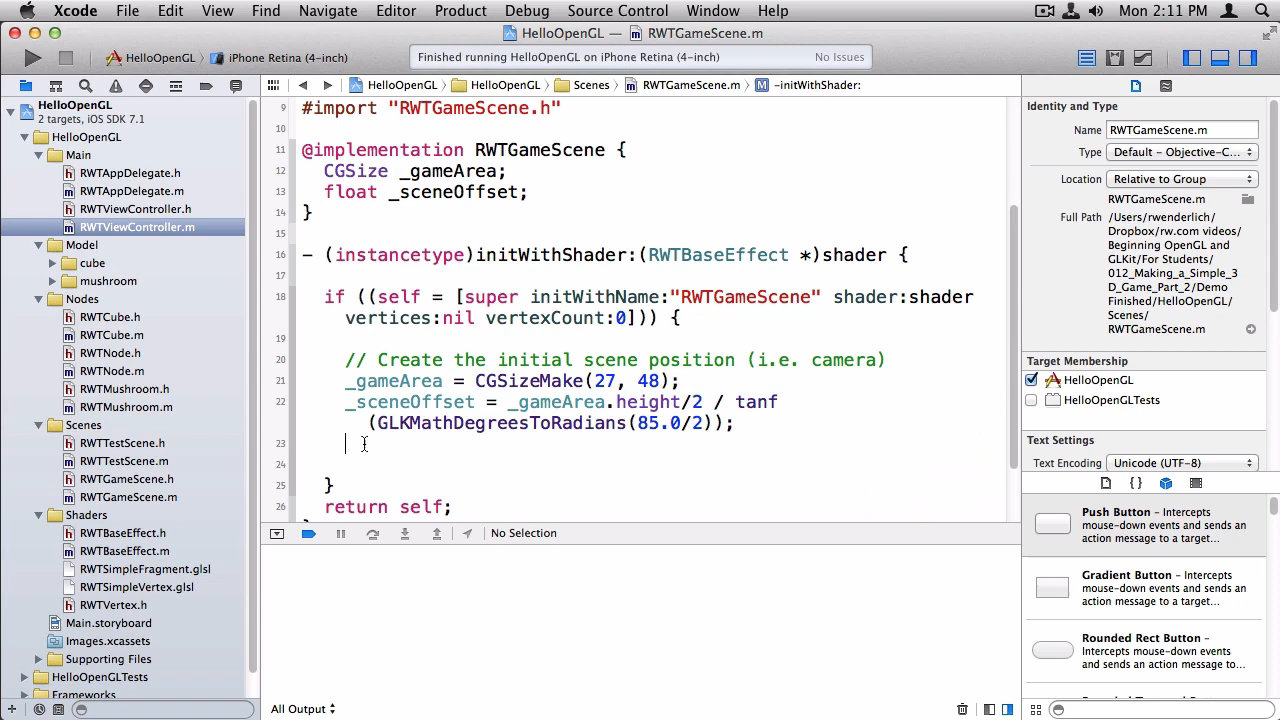 Xcode File Edit View Find Navigate Editor Product Debug Source Control Window Help Mon 2:11 PM
HelloOpenGL — RWTGameScene.m
HelloOpenGL iPhone Retina (4-inch) Finished running HelloOpenGL on iPhone Retina (4-inch) No Issues
HelloOpenGL HelloOpenGL Scenes RWTGameScene.m M -initWithShader:
HelloOpenGL
2 targets, iOS SDK 7.1
HelloOpenGL
Main
h RWTAppDelegate.h
m RWTAppDelegate.m
h RWTViewController.h
m RWTViewController.m
Model
cube
mushroom
Nodes
h RWTCube.h
m RWTCube.m
h RWTNode.h
m RWTNode.m
h RWTMushroom.h
m RWTMushroom.m
Scenes
h RWTTestScene.h
m RWTTestScene.m
h RWTGameScene.h
m RWTGameScene.m
Shaders
h RWTBaseEffect.h
m RWTBaseEffect.m
RWTSimpleFragment.glsl
RWTSimpleVertex.glsl
h RWTVertex.h
Main.storyboard
Images.xcassets
Supporting Files
HelloOpenGLTests
Frameworks
9 #import "RWTGameScene.h"
10
11 @implementation RWTGameScene {
12 CGSize _gameArea;
13 float _sceneOffset;
14 }
15
16 - (instancetype)initWithShader:(RWTBaseEffect *)shader {
17
18 if ((self = [super initWithName:"RWTGameScene" shader:shader
vertices:nil vertexCount:0])) {
19
20 // Create the initial scene position (i.e. camera)
21 _gameArea = CGSizeMake(27, 48);
22 _sceneOffset = _gameArea.height/2 / tanf
(GLKMathDegreesToRadians(85.0/2));
23
24
25 }
26 return self;
No Selection
All Output
Identity and Type
Name RWTGameScene.m
Type Default - Objective-C...
Location Relative to Group
RWTGameScene.m
Full Path /Users/rwenderlich/
Dropbox/rw.com videos/
Beginning OpenGL and
GLKit/For Students/
012_Making_a_Simple_3
D_Game_Part_2/Demo
Finished/HelloOpenGL/
Scenes/
RWTGameScene.m
Target Membership
HelloOpenGL
HelloOpenGLTests
Text Settings
Text Encoding Unicode (UTF-8)
{ }
Push Button - Intercepts
mouse-down events and sends an
action message to a target...
Gradient Button - Intercepts
mouse-down events and sends an
action message to a target...
Rounded Rect Button -
Intercepts mouse-down events
and sends an action message to...